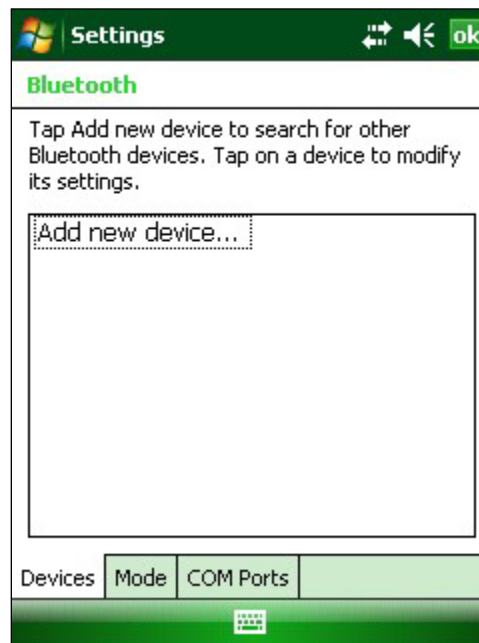 Settings
ok
Bluetooth
Tap Add new device to search for other
Bluetooth devices. Tap on a device to modify
its settings.
Add new device...
Devices
Mode
COM Ports